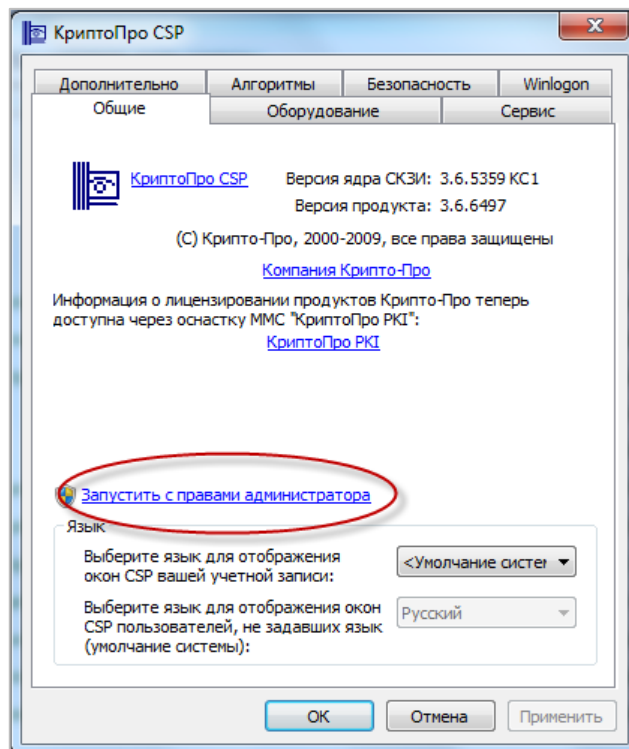 КриптоПро CSP
Дополнительно Алгоритмы Безопасность Winlogon
Общие Оборудование Сервис
КриптоПро CSP Версия ядра СКЗИ: 3.6.5359 КС1
Версия продукта: 3.6.6497
(C) Крипто-Про, 2000-2009, все права защищены
Компания Крипто-Про
Информация о лицензировании продуктов Крипто-Про теперь
доступна через оснастку ММС "КриптоПро PKI":
КриптоПро PKI
Запустить с правами администратора
Язык
Выберите язык для отображения
окон CSP вашей учетной записи:
<Умолчание систем
Выберите язык для отображения окон
CSP пользователей, не задавших язык
(умолчание системы):
Русский
ОК Отмена Применить